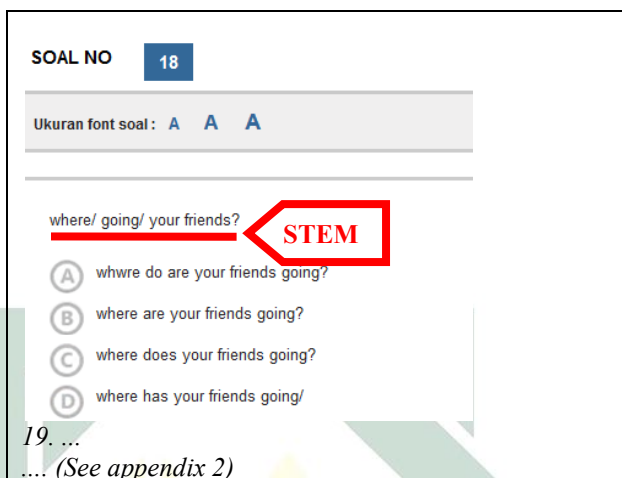 SOAL NO 18
Ukuran font soal : A A A
where/ going/ your friends?
STEM
A whwre do are your friends going?
B where are your friends going?
C where does your friends going?
D where has your friends going/
19. ...
.... (See appendix 2)